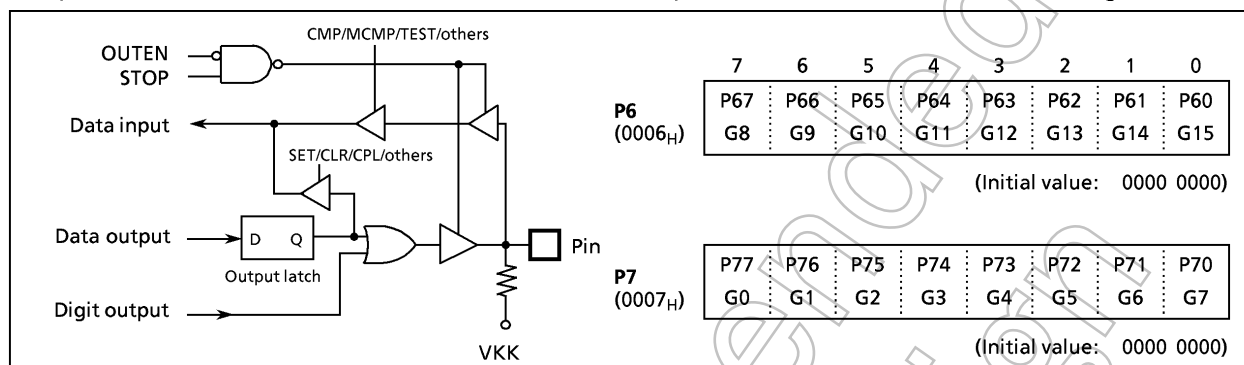 CMP/MCMP/TEST/others
OUTEN
STOP
Data input
SET/CLR/CPL/others
Data output
D Q
Output latch
Digit output
Pin
VKK
7 6 5 4 3 2 1 0
P6
(0006H)
P67 P66 P65 P64 P63 P62 P61 P60
G8 G9 G10 G11 G12 G13 G14 G15
(Initial value: 0000 0000)
P7
(0007H)
P77 P76 P75 P74 P73 P72 P71 P70
G0 G1 G2 G3 G4 G5 G6 G7
(Initial value: 0000 0000)